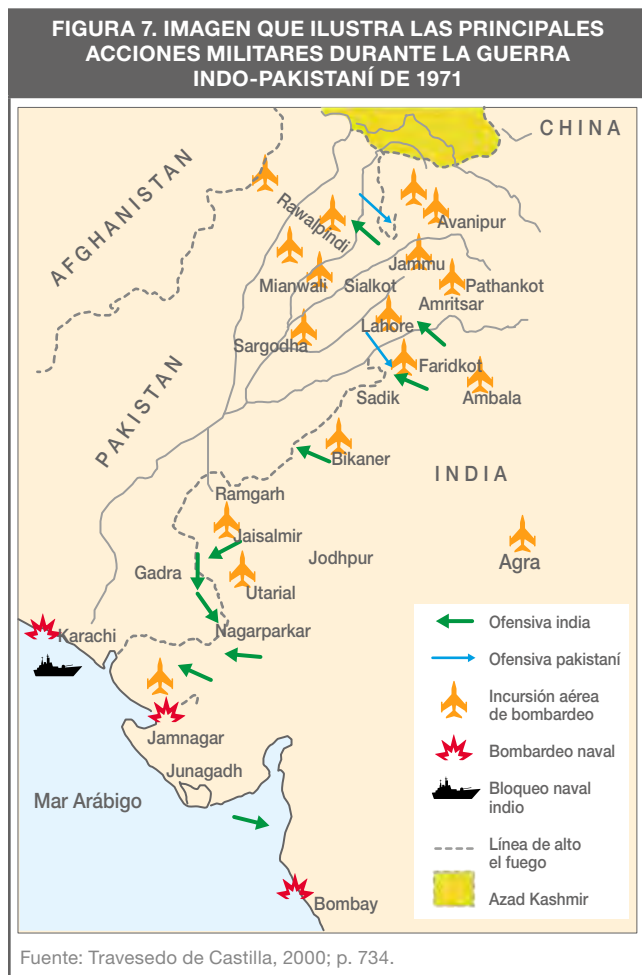 FIGURA 7. IMAGEN QUE ILUSTRA LAS PRINCIPALES
ACCIONES MILITARES DURANTE LA GUERRA
INDO-PAKISTANÍ DE 1971
CHINA
AFGHANISTAN
Rawalpindi
Avanipur
Jammu
Mianwali
Sialkot
Pathankot
Amritsar
Lahore
Sargodha
Faridkot
Sadik
Ambala
PAKISTAN
Bikaner
INDIA
Ramgarh
Jaisalmir
Jodhpur
Agra
Gadra
Utarial
Nagarparkar
Karachi
Jamnagar
Junagadh
Mar Arábigo
Bombay
Ofensiva india
Ofensiva pakistaní
Incursión aérea
de bombardeo
Bombardeo naval
Bloqueo naval
indio
Línea de alto
el fuego
Azad Kashmir
Fuente: Travesedo de Castilla, 2000; p. 734.